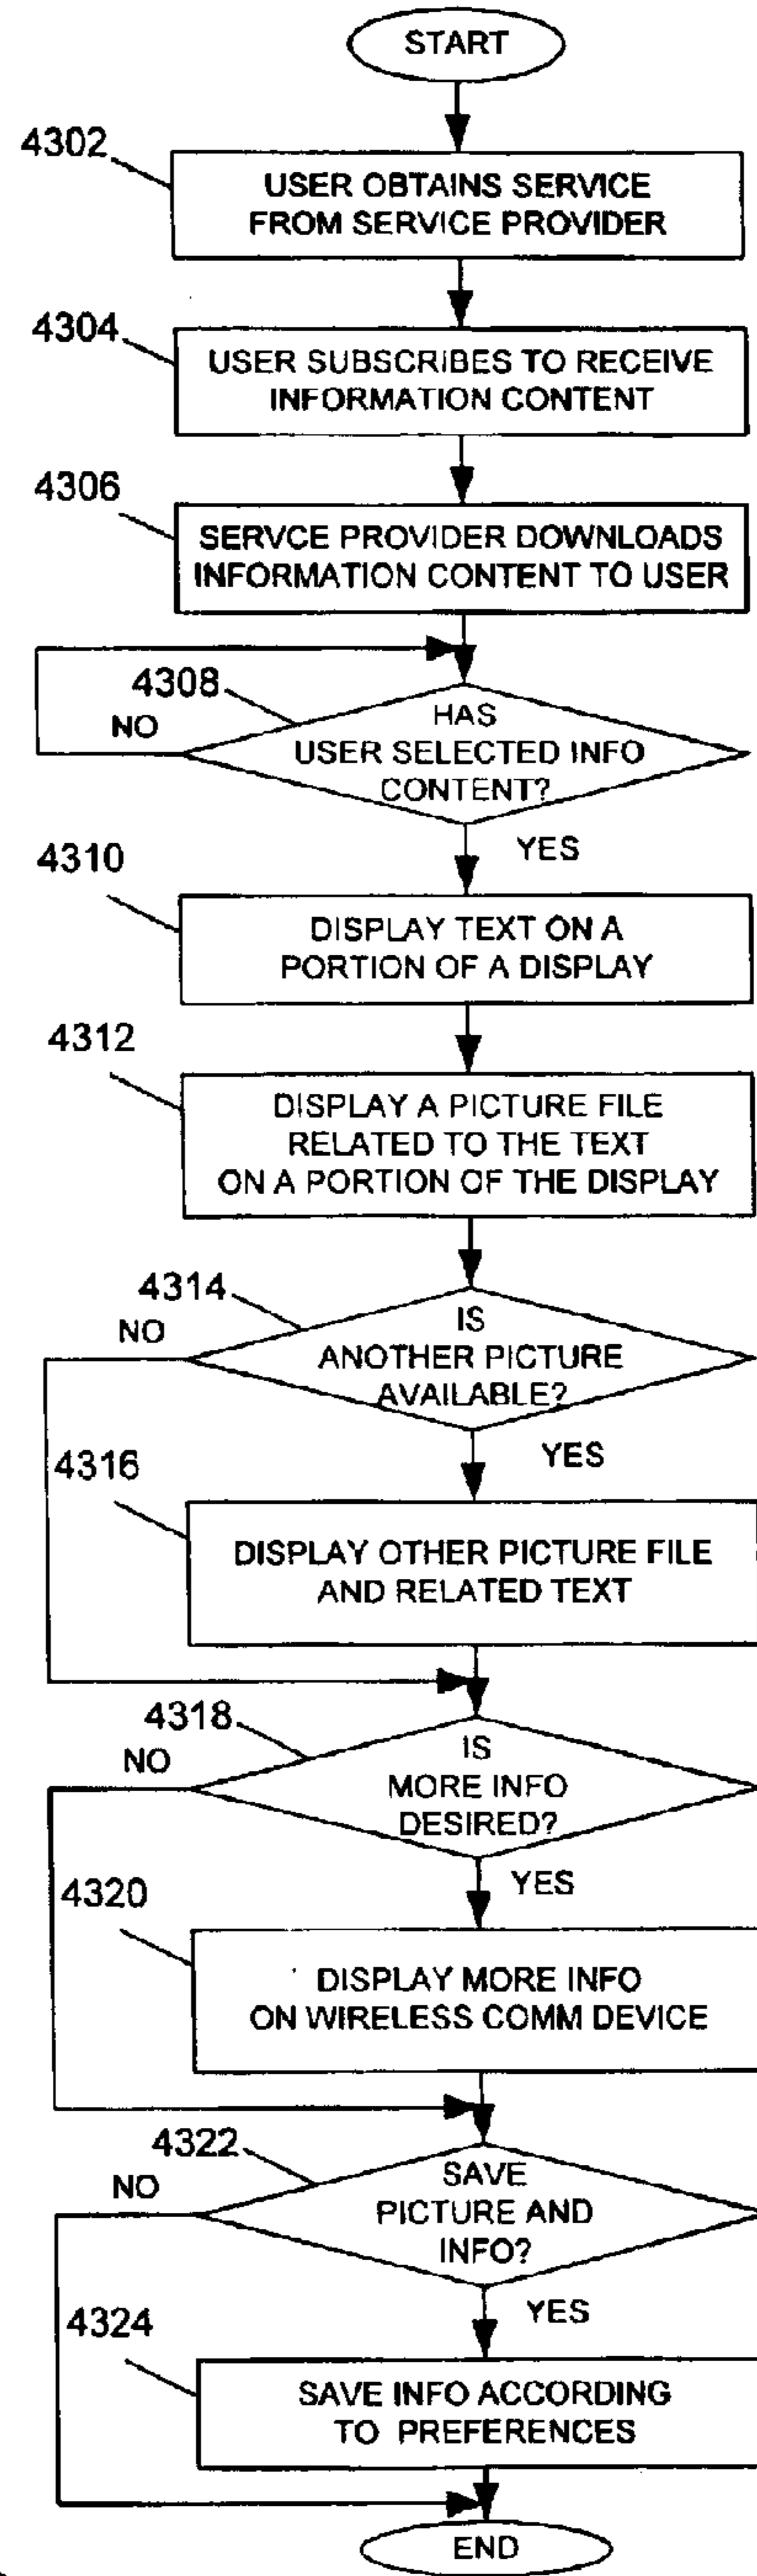 START
4302
USER OBTAINS SERVICE
FROM SERVICE PROVIDER
4304
USER SUBSCRIBES TO RECEIVE
INFORMATION CONTENT
4306
SERVCE PROVIDER DOWNLOADS
INFORMATION CONTENT TO USER
4308
NO
HAS
USER SELECTED INFO
CONTENT?
YES
4310
DISPLAY TEXT ON A
PORTION OF A DISPLAY
4312
DISPLAY A PICTURE FILE
RELATED TO THE TEXT
ON A PORTION OF THE DISPLAY
4314
NO
IS
ANOTHER PICTURE
AVAILABLE?
YES
4316
DISPLAY OTHER PICTURE FILE
AND RELATED TEXT
4318
NO
IS
MORE INFO
DESIRED?
YES
4320
DISPLAY MORE INFO
ON WIRELESS COMM DEVICE
4322
NO
SAVE
PICTURE AND
INFO?
YES
4324
SAVE INFO ACCORDING
TO PREFERENCES
END